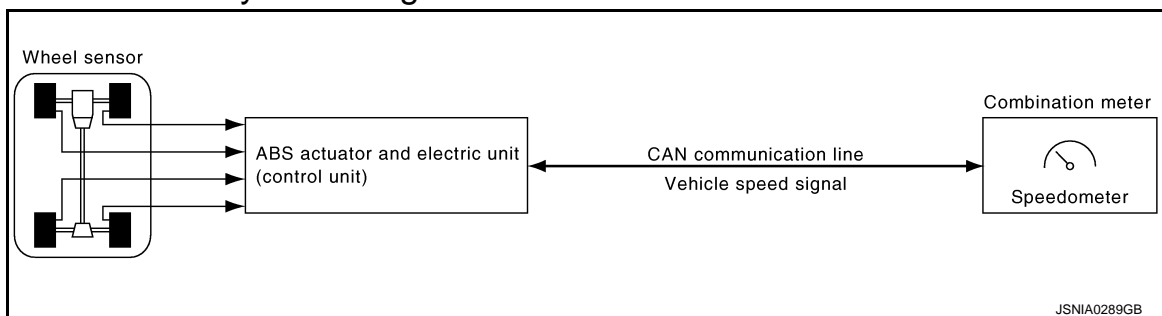 Wheel sensor
ABS actuator and electric unit
(control unit)
CAN communication line
Vehicle speed signal
Combination meter
Speedometer
JSNIA0289GB